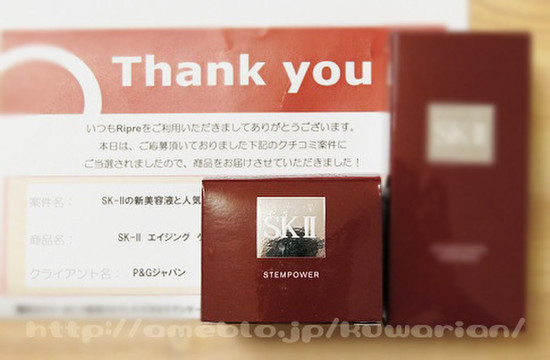 Thank you
いつもRipreをご利用いただきましてありがとうございます。
本日は、ご応募頂いておりました下記のクチコミ案件に
ご当選されましたので、商品をお届けさせていただきました！
案件名： SK-IIの新美容液と人気
商品名： SK-II エイジング
クライアント名： P&Gジャパン
SK-II
STEMPOWER
SK-II
http://ameblo.jp/kuwarian/